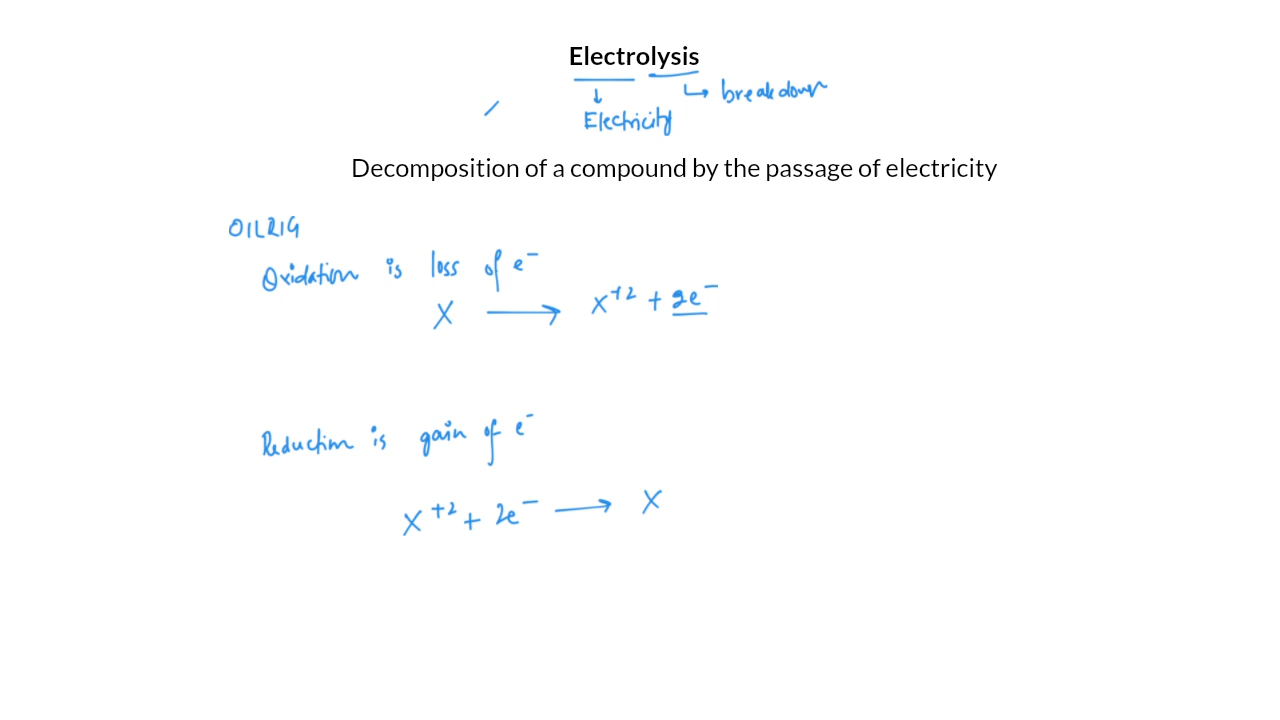 Electrolysis
↳ breakdown
↓
Electricity
Decomposition of a compound by the passage of electricity
OILRIG
Oxidation is loss of e⁻
X ⟶ X⁺² + 2e⁻
Reduction is gain of e⁻
X⁺² + 2e⁻ ⟶ X